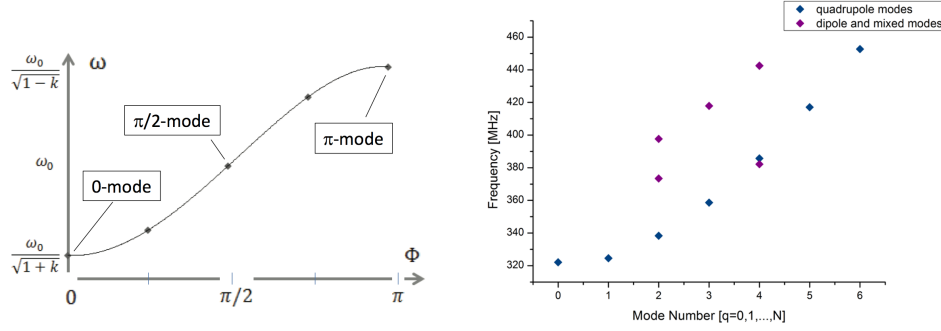 ω
ω₀
√1 − k
π/2-mode
π-mode
ω₀
0-mode
ω₀
√1 + k
Φ
0
π/2
π
quadrupole modes
dipole and mixed modes
460
440
420
400
380
360
340
320
Frequency [MHz]
0 1 2 3 4 5 6
Mode Number [q=0,1,...,N]